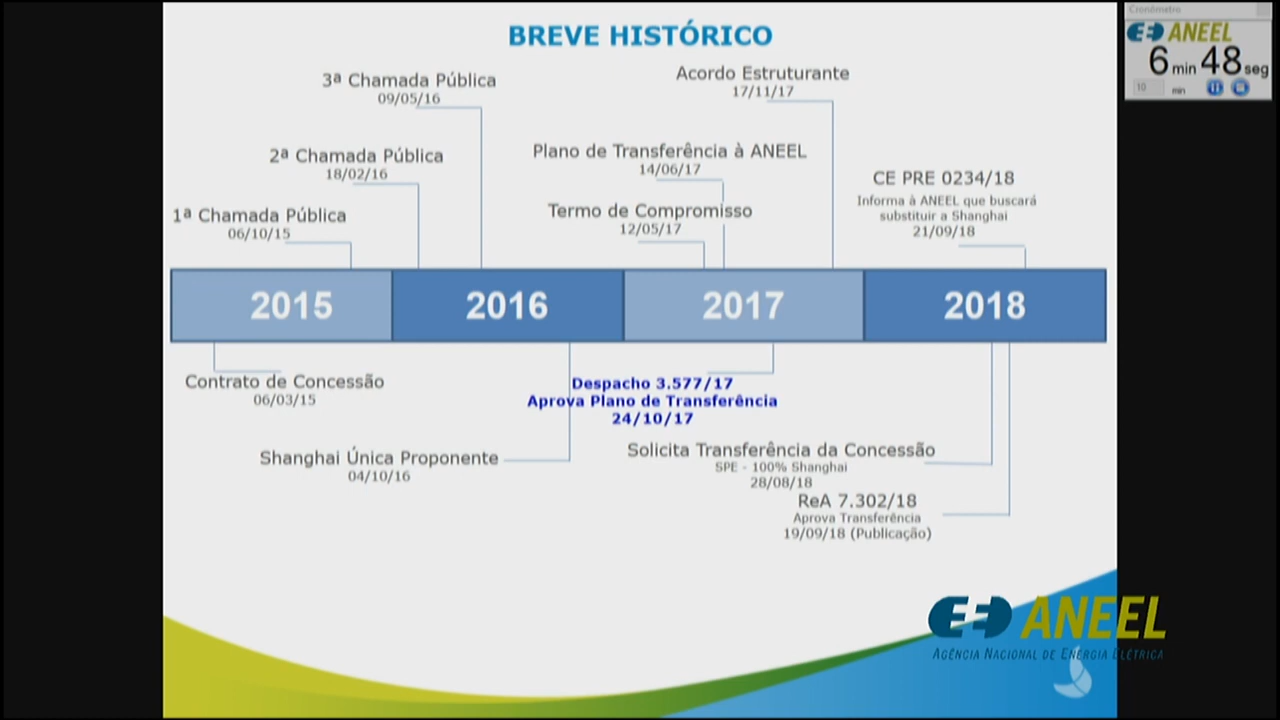 BREVE HISTÓRICO
Cronômetro
ANEEL
6 min 48 seg
10 min
3ª Chamada Pública
09/05/16
Acordo Estruturante
17/11/17
2ª Chamada Pública
18/02/16
Plano de Transferência à ANEEL
14/06/17
CE PRE 0234/18
Informa à ANEEL que buscará
substituir a Shanghai
21/09/18
1ª Chamada Pública
06/10/15
Termo de Compromisso
12/05/17
2015 2016 2017 2018
Contrato de Concessão
06/03/15
Despacho 3.577/17
Aprova Plano de Transferência
24/10/17
Shanghai Única Proponente
04/10/16
Solicita Transferência da Concessão
SPE - 100% Shanghai
28/08/18
ReA 7.302/18
Aprova Transferência
19/09/18 (Publicação)
ANEEL
AGÊNCIA NACIONAL DE ENERGIA ELÉTRICA